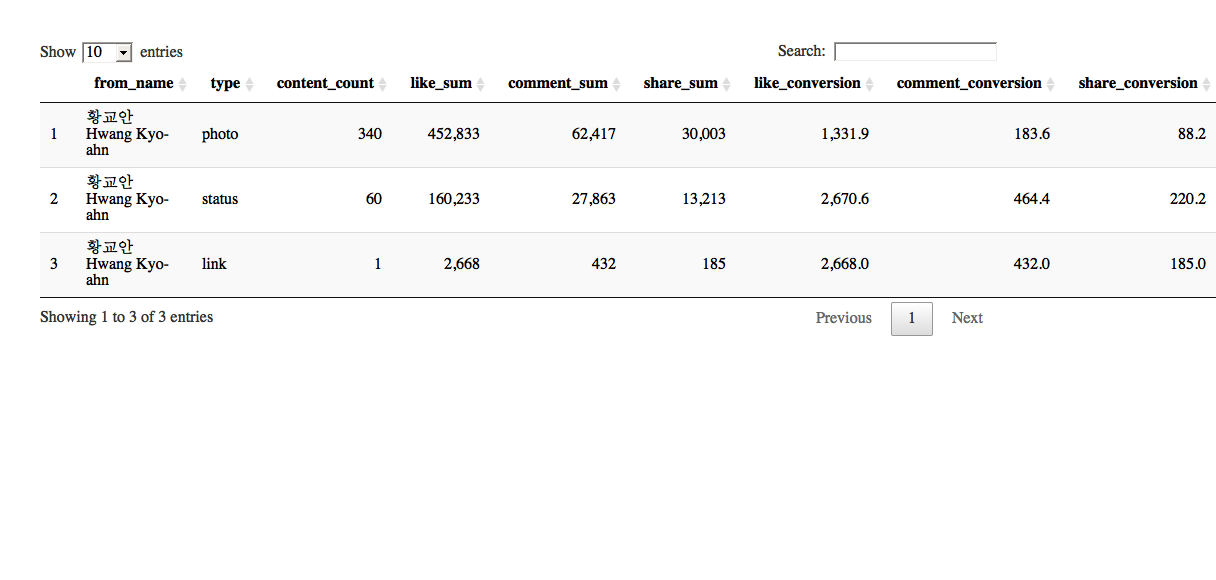 Show 10 entries Search:
from_name type content_count like_sum comment_sum share_sum like_conversion comment_conversion share_conversion
황교안
1 Hwang Kyo- photo 340 452,833 62,417 30,003 1,331.9 183.6 88.2
ahn
황교안
2 Hwang Kyo- status 60 160,233 27,863 13,213 2,670.6 464.4 220.2
ahn
황교안
3 Hwang Kyo- link 1 2,668 432 185 2,668.0 432.0 185.0
ahn
Showing 1 to 3 of 3 entries Previous 1 Next